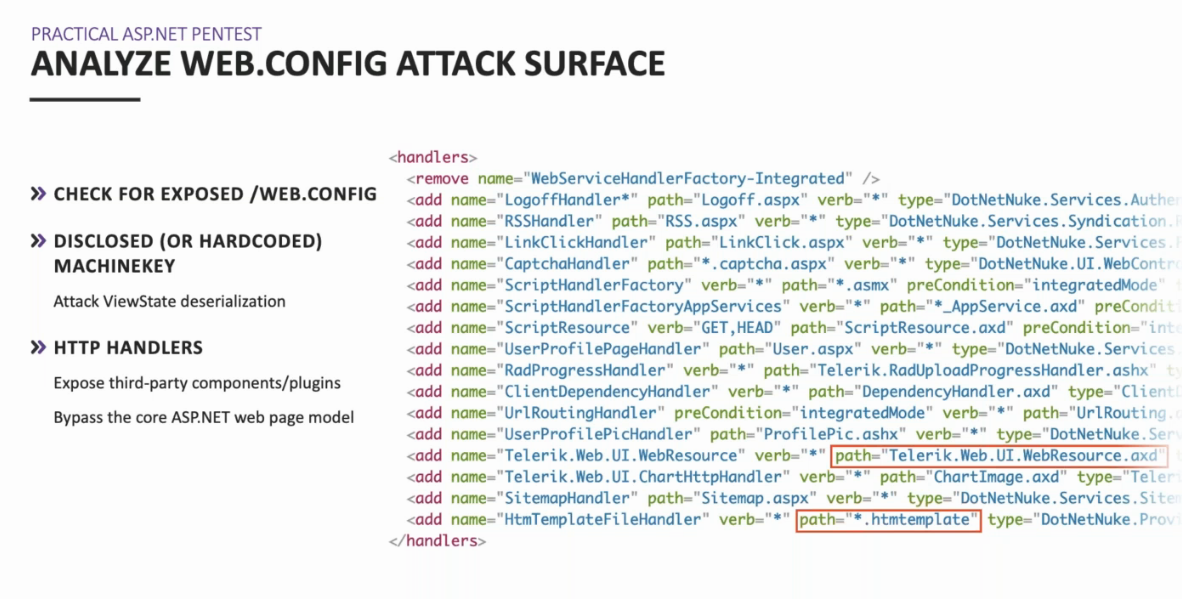 PRACTICAL ASP.NET PENTEST
ANALYZE WEB.CONFIG ATTACK SURFACE
CHECK FOR EXPOSED /WEB.CONFIG
DISCLOSED (OR HARDCODED)
MACHINEKEY
Attack ViewState deserialization
HTTP HANDLERS
Expose third-party components/plugins
Bypass the core ASP.NET web page model
<handlers>
<remove name="WebServiceHandlerFactory-Integrated" />
<add name="LogoffHandler*" path="Logoff.aspx" verb="*" type="DotNetNuke.Services.Authen
<add name="RSSHandler" path="RSS.aspx" verb="*" type="DotNetNuke.Services.Syndication.
<add name="LinkClickHandler" path="LinkClick.aspx" verb="*" type="DotNetNuke.Services.
<add name="CaptchaHandler" path="*.captcha.aspx" verb="*" type="DotNetNuke.UI.WebContro
<add name="ScriptHandlerFactory" verb="*" path="*.asmx" preCondition="integratedMode"
<add name="ScriptHandlerFactoryAppServices" verb="*" path="*_AppService.axd" preConditi
<add name="ScriptResource" verb="GET,HEAD" path="ScriptResource.axd" preCondition="inte
<add name="UserProfilePageHandler" path="User.aspx" verb="*" type="DotNetNuke.Services.
<add name="RadProgressHandler" verb="*" path="Telerik.RadUploadProgressHandler.ashx" ty
<add name="ClientDependencyHandler" verb="*" path="DependencyHandler.axd" type="ClientD
<add name="UrlRoutingHandler" preCondition="integratedMode" verb="*" path="UrlRouting.
<add name="UserProfilePicHandler" path="ProfilePic.ashx" verb="*" type="DotNetNuke.Ser
<add name="Telerik.Web.UI.WebResource" verb="*" path="Telerik.Web.UI.WebResource.axd" t
<add name="Telerik.Web.UI.ChartHttpHandler" verb="*" path="ChartImage.axd" type="Teler
<add name="SitemapHandler" path="Sitemap.aspx" verb="*" type="DotNetNuke.Services.Sitem
<add name="HtmTemplateFileHandler" verb="*" path="*.htmtemplate" type="DotNetNuke.Provi
</handlers>